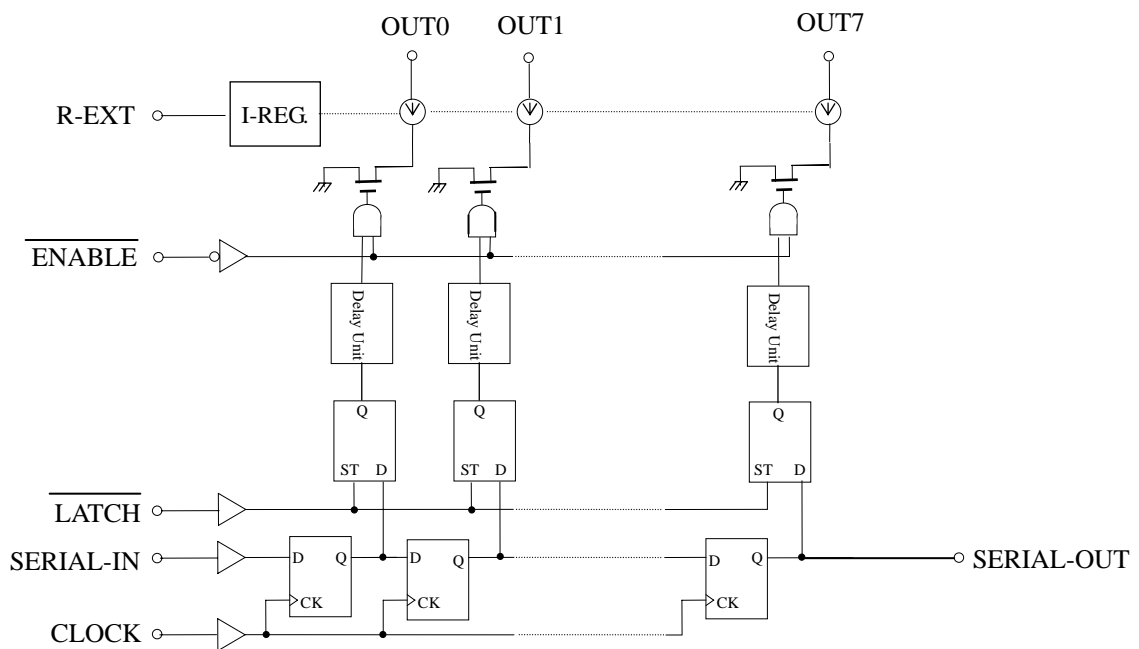 OUT0
OUT1
OUT7
R-EXT
I-REG.
ENABLE
Delay Unit
Delay Unit
Delay Unit
Q
Q
Q
ST D
ST D
ST D
LATCH
SERIAL-IN
D Q
D Q
D Q
SERIAL-OUT
CK
CK
CK
CLOCK